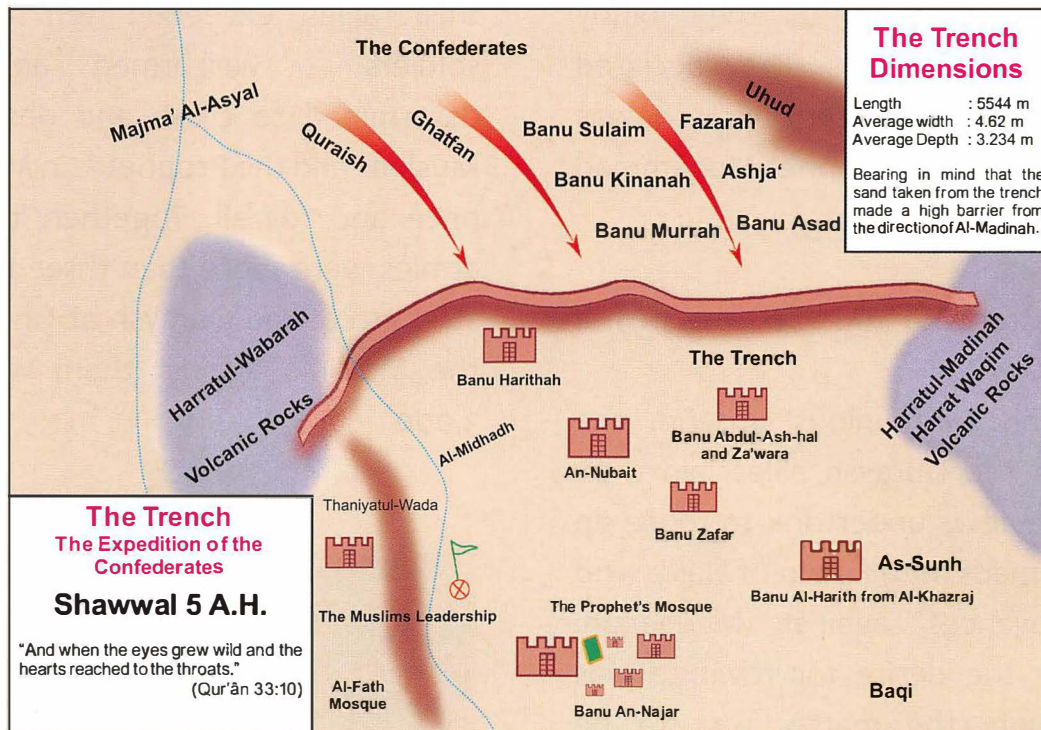 The Confederates
Majma' Al-Asyal
Quraish
Ghatfan
Banu Sulaim
Fazarah
Uhud
Banu Kinanah
Ashja‘
Banu Murrah
Banu Asad
The Trench
Dimensions
Length : 5544 m
Average width : 4.62 m
Average Depth : 3.234 m
Bearing in mind that the
sand taken from the trench
made a high barrier from
the directionof Al-Madinah.
Harratul-Wabarah
Volcanic Rocks
Harratul-Madinah
Harrat Waqim
Volcanic Rocks
Banu Harithah
The Trench
Al-Midhadh
An-Nubait
Banu Abdul-Ash-hal
and Za'wara
Banu Zafar
Thaniyatul-Wada
As-Sunh
Banu Al-Harith from Al-Khazraj
The Muslims Leadership
The Prophet's Mosque
Al-Fath
Mosque
Banu An-Najar
Baqi
The Trench
The Expedition of the
Confederates
Shawwal 5 A.H.
“And when the eyes grew wild and the
hearts reached to the throats.”
(Qur'ân 33:10)